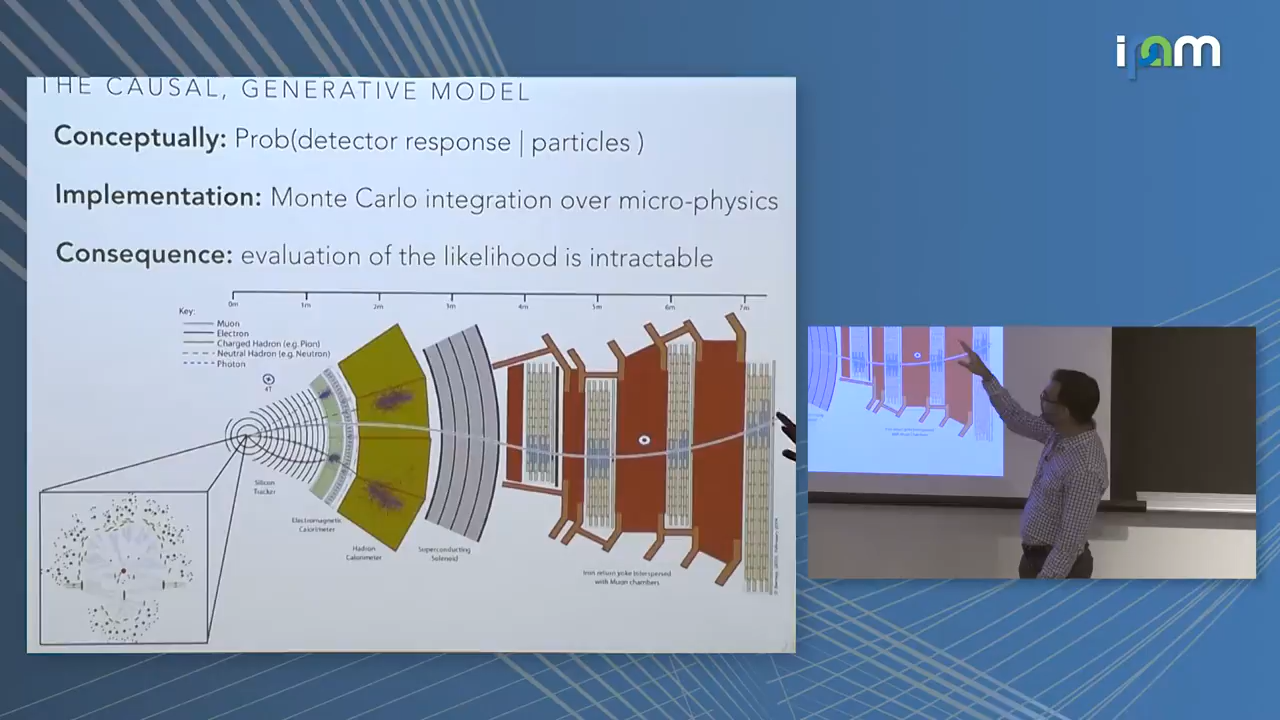 ipam
THE CAUSAL, GENERATIVE MODEL
Conceptually: Prob(detector response | particles )
Implementation: Monte Carlo integration over micro-physics
Consequence: evaluation of the likelihood is intractable
0m 1m 2m 3m 4m 5m 6m 7m
Key:
Muon
Electron
Charged Hadron (e.g. Pion)
Neutral Hadron (e.g. Neutron)
Photon
4T
Silicon
Tracker
Electromagnetic
Calorimeter
Hadron
Calorimeter
Superconducting
Solenoid
Iron return yoke interspersed
with Muon chambers